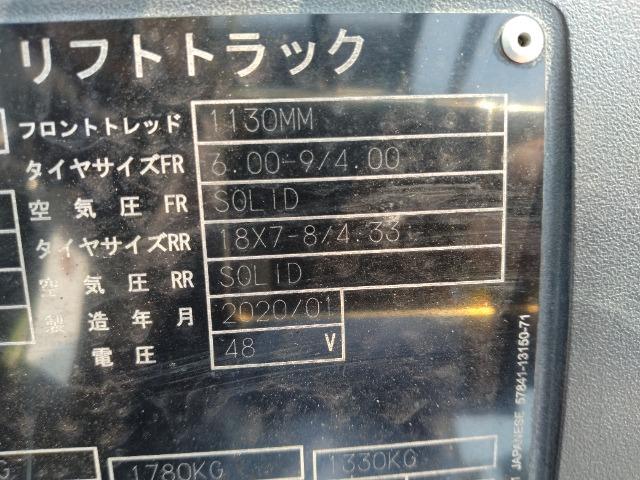 リフトトラック
フロントトレッド 1130MM
タイヤサイズFR 6.00-9/4.00
空気圧 FR SOLID
タイヤサイズRR 18X7-8/4.33
空気圧 RR SOLID
製造年月 2020/01
電圧 48 V
1780KG 1330KG
JAPANESE 57841-13150-71